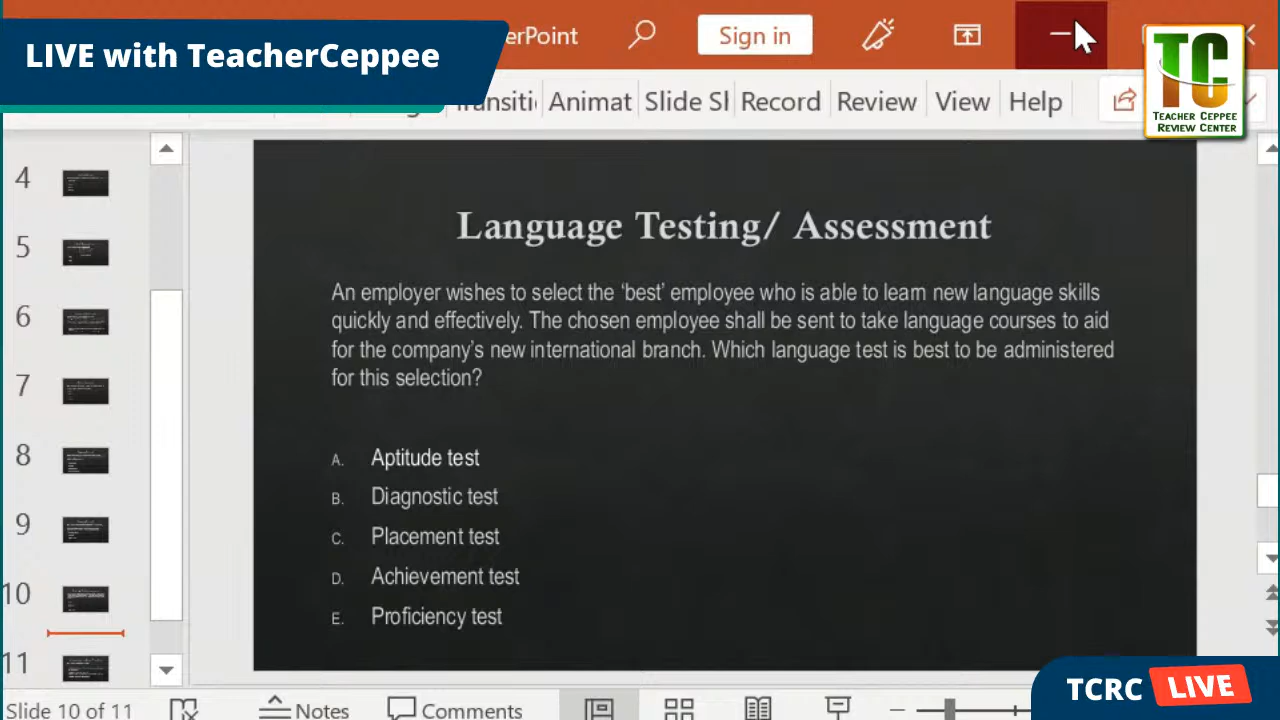 LIVE with TeacherCeppee
erPoint
Sign in
Animat
Slide Sl
Record
Review
View
Help
TC
TEACHER CEPPEE
REVIEW CENTER
4
5
6
7
8
9
10
11
Language Testing/ Assessment
An employer wishes to select the ‘best’ employee who is able to learn new language skills
quickly and effectively. The chosen employee shall be sent to take language courses to aid
for the company’s new international branch. Which language test is best to be administered
for this selection?
A. Aptitude test
B. Diagnostic test
C. Placement test
D. Achievement test
E. Proficiency test
Slide 10 of 11
Notes
Comments
TCRC LIVE